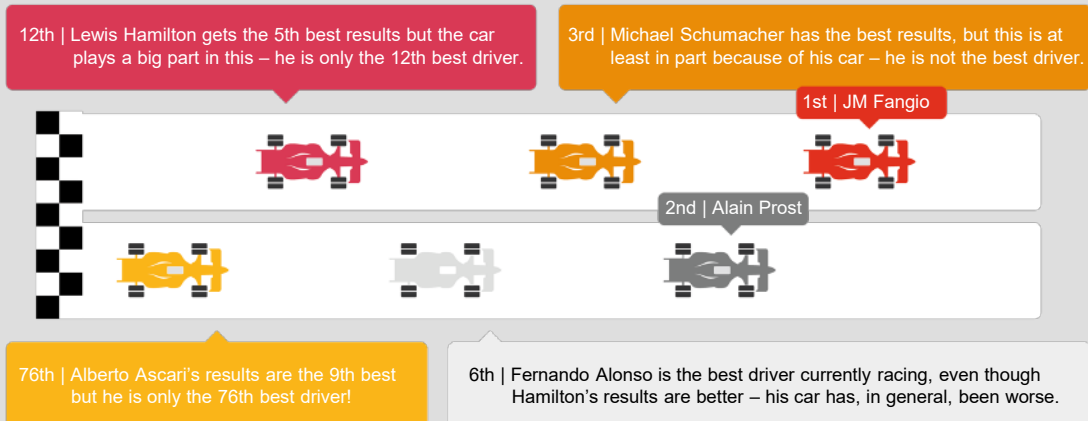 12th | Lewis Hamilton gets the 5th best results but the car
plays a big part in this – he is only the 12th best driver.
3rd | Michael Schumacher has the best results, but this is at
least in part because of his car – he is not the best driver.
1st | JM Fangio
2nd | Alain Prost
76th | Alberto Ascari's results are the 9th best
but he is only the 76th best driver!
6th | Fernando Alonso is the best driver currently racing, even though
Hamilton's results are better – his car has, in general, been worse.